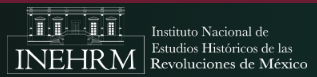 INEHRM
Instituto Nacional de
Estudios Históricos de las
Revoluciones de México